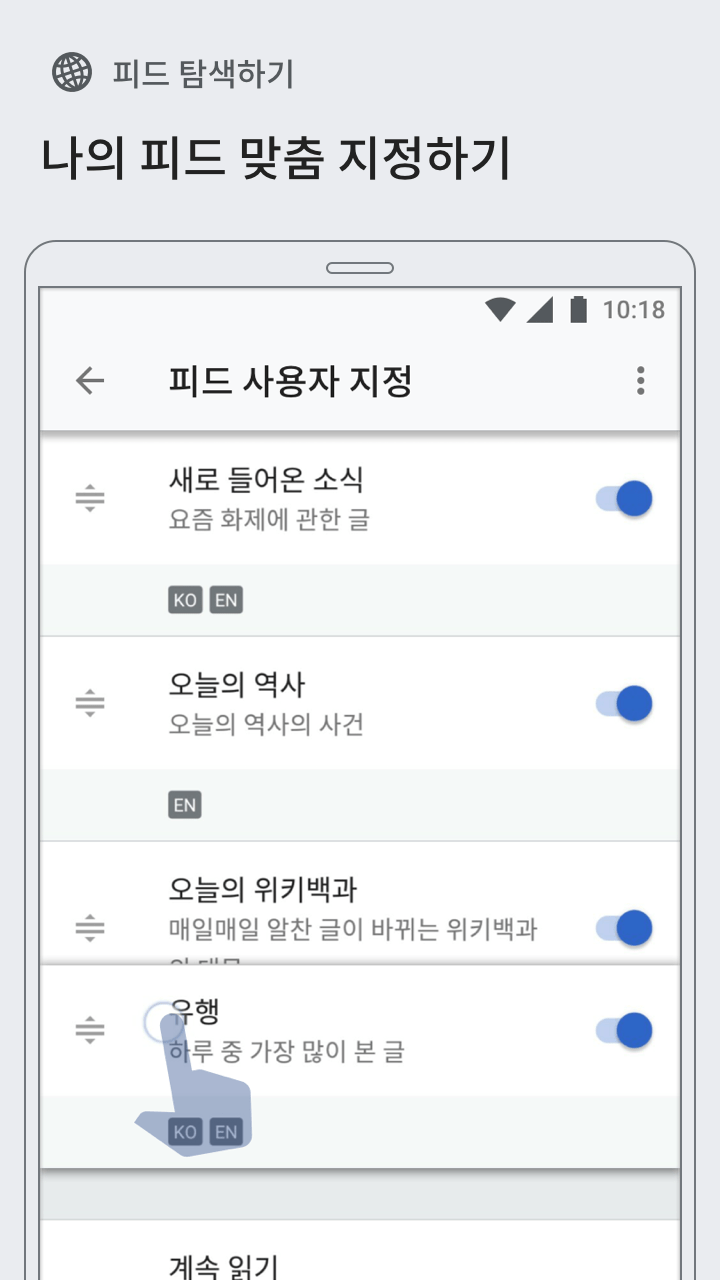 피드 탐색하기
나의 피드 맞춤 지정하기
10:18
피드 사용자 지정
새로 들어온 소식
요즘 화제에 관한 글
KO EN
오늘의 역사
오늘의 역사의 사건
EN
오늘의 위키백과
매일매일 알찬 글이 바뀌는 위키백과
유행
하루 중 가장 많이 본 글
KO EN
계속 읽기